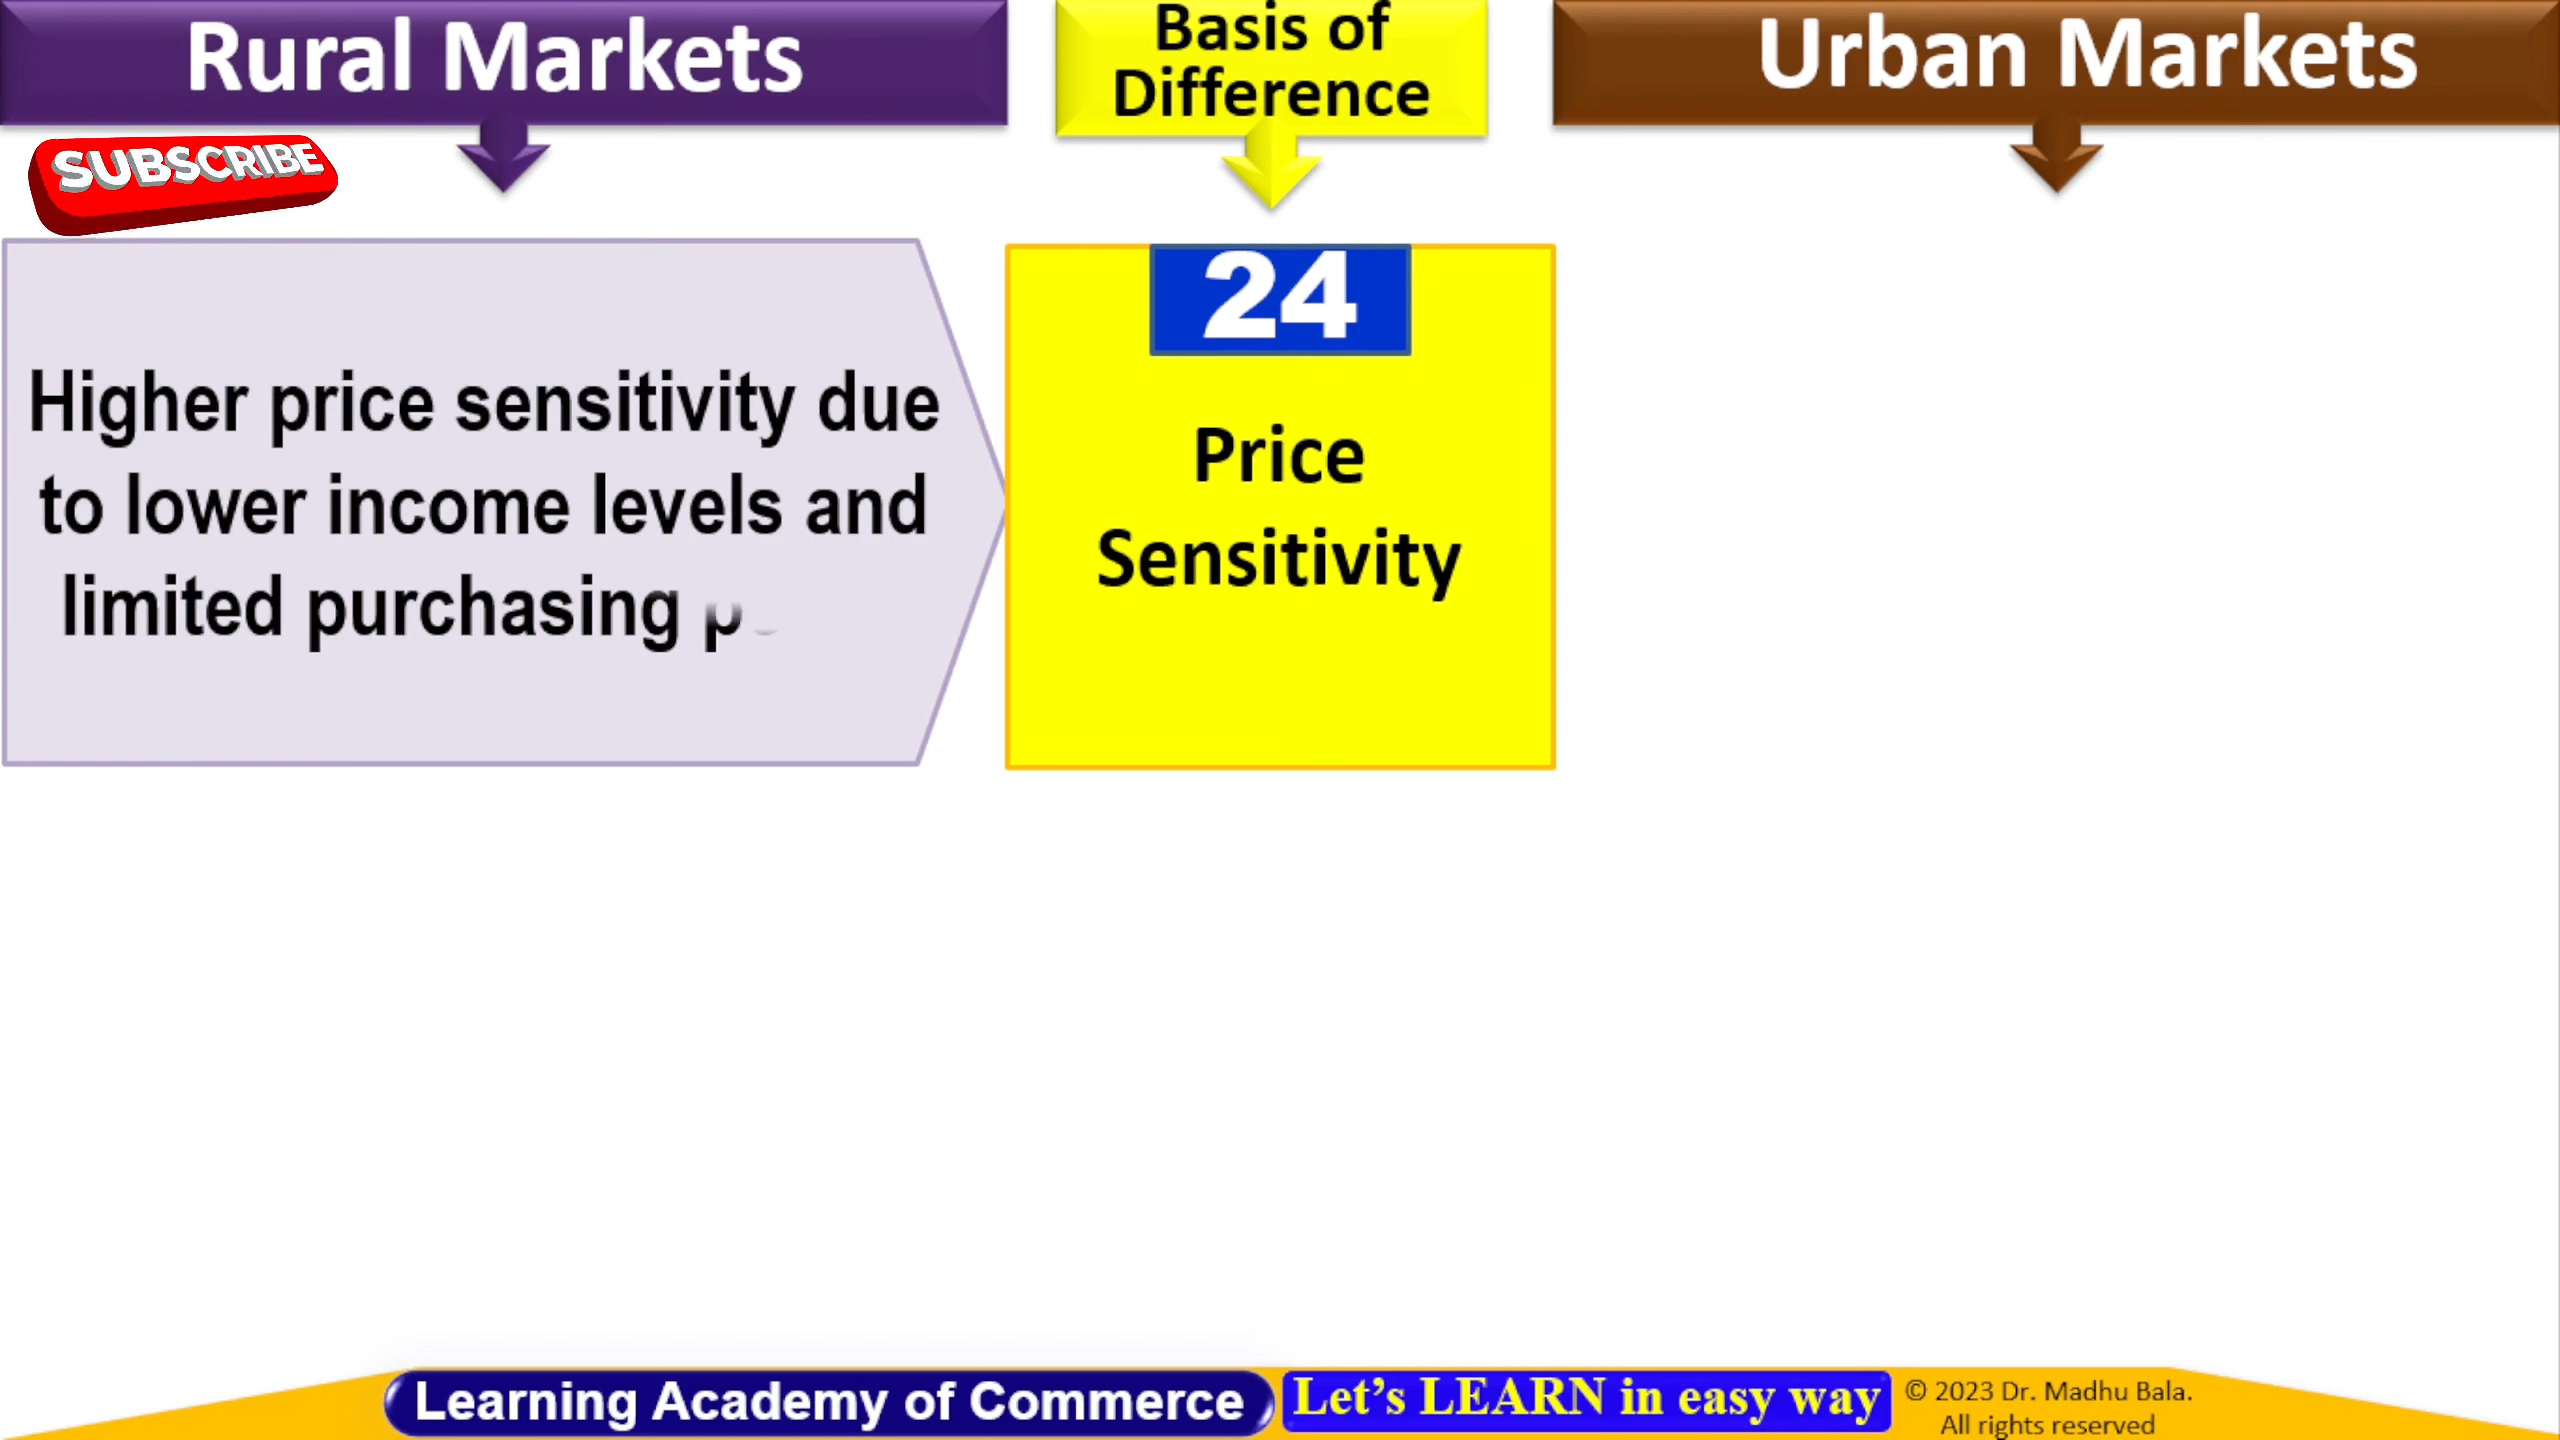 Rural Markets
Basis of
Difference
Urban Markets
SUBSCRIBE
Higher price sensitivity due
to lower income levels and
limited purchasing
24
Price
Sensitivity
Learning Academy of Commerce
Let's LEARN in easy way
© 2023 Dr. Madhu Bala.
All rights reserved